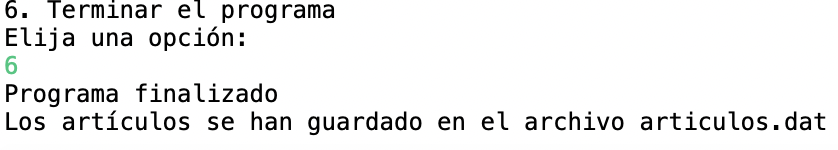 6. Terminar el programa
Elija una opción:
6
Programa finalizado
Los artículos se han guardado en el archivo articulos.dat